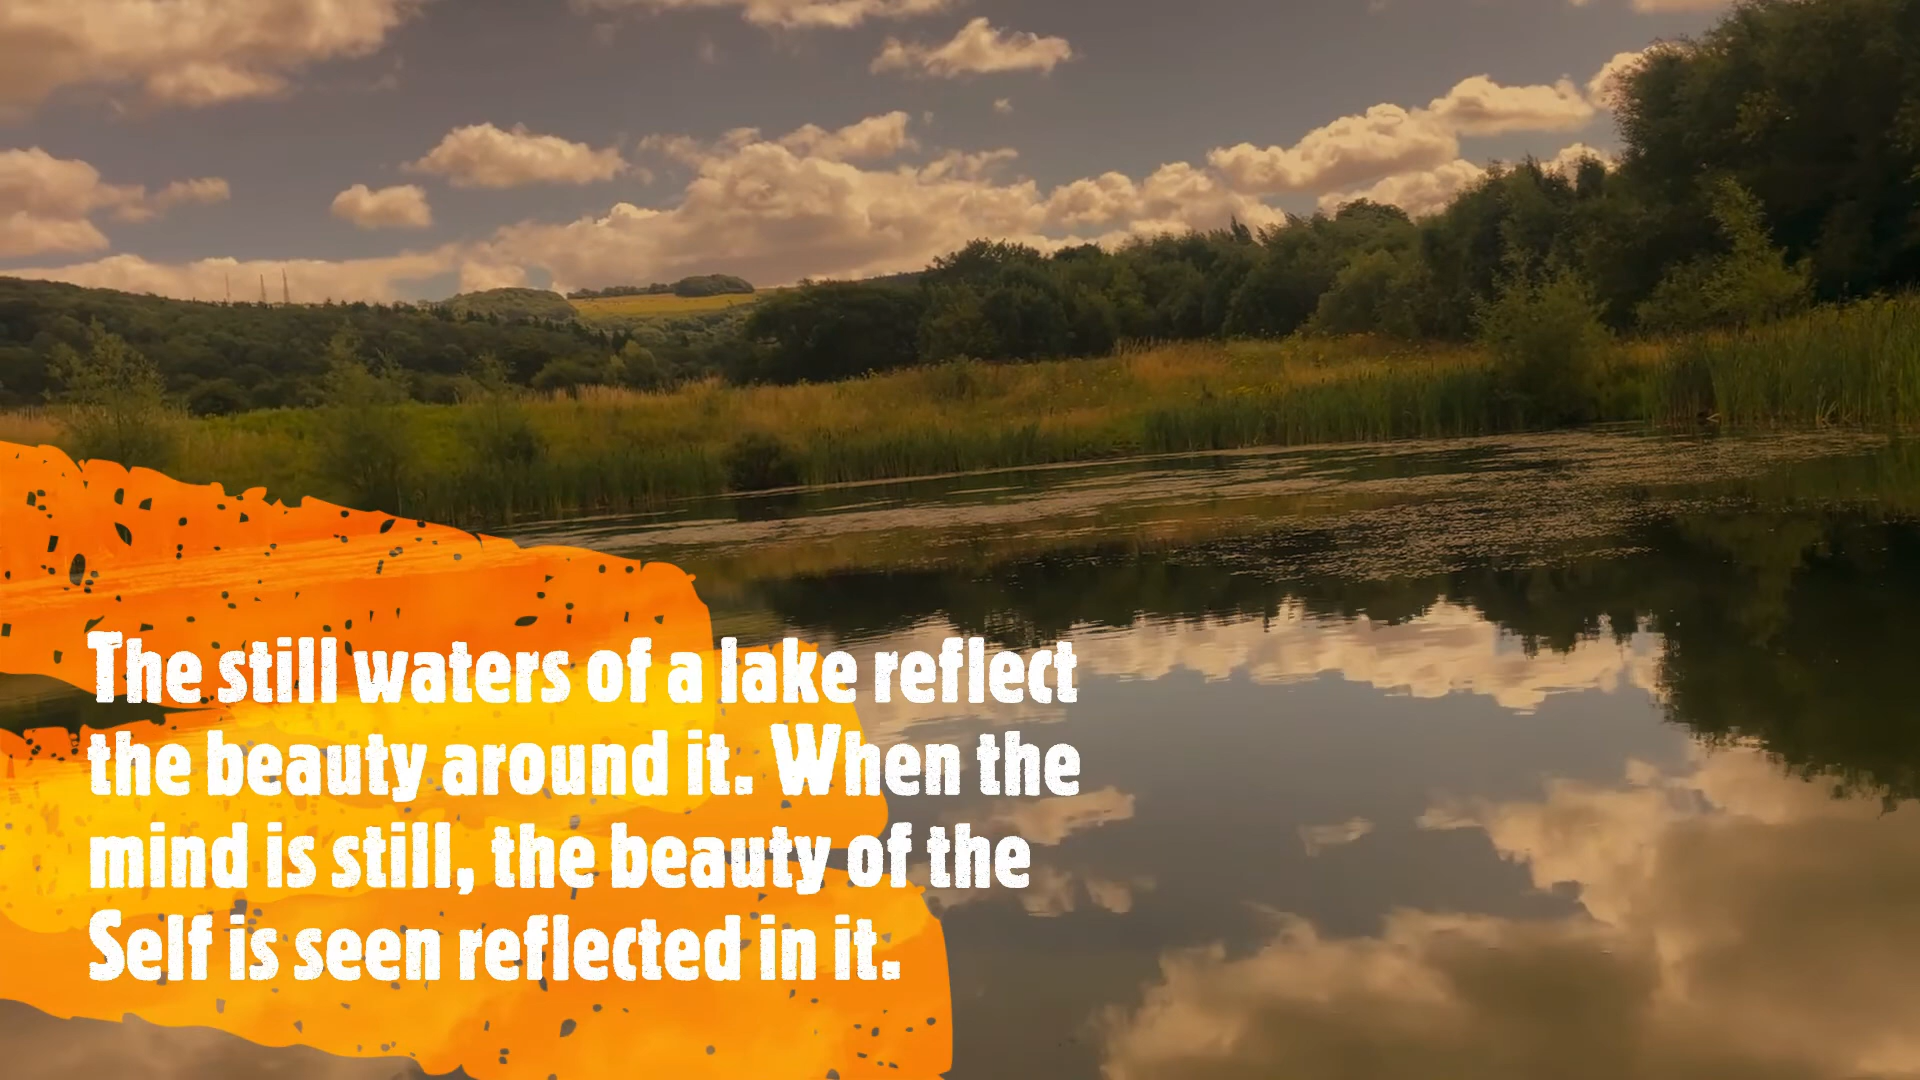 The still waters of a lake reflect
the beauty around it. When the
mind is still, the beauty of the
Self is seen reflected in it.